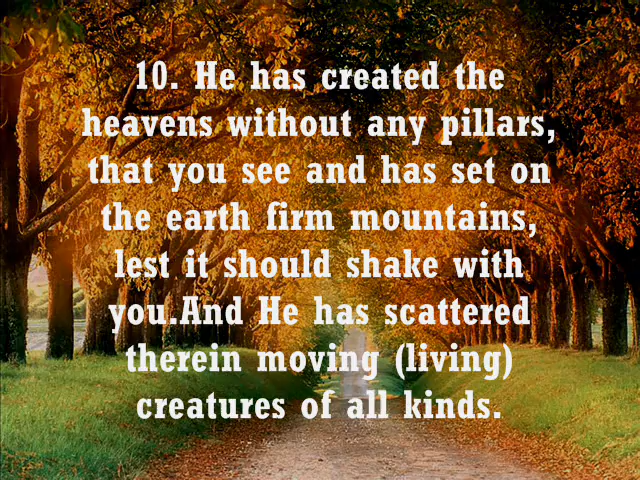 10. He has created the
heavens without any pillars,
that you see and has set on
the earth firm mountains,
lest it should shake with
you.And He has scattered
therein moving (living)
creatures of all kinds.